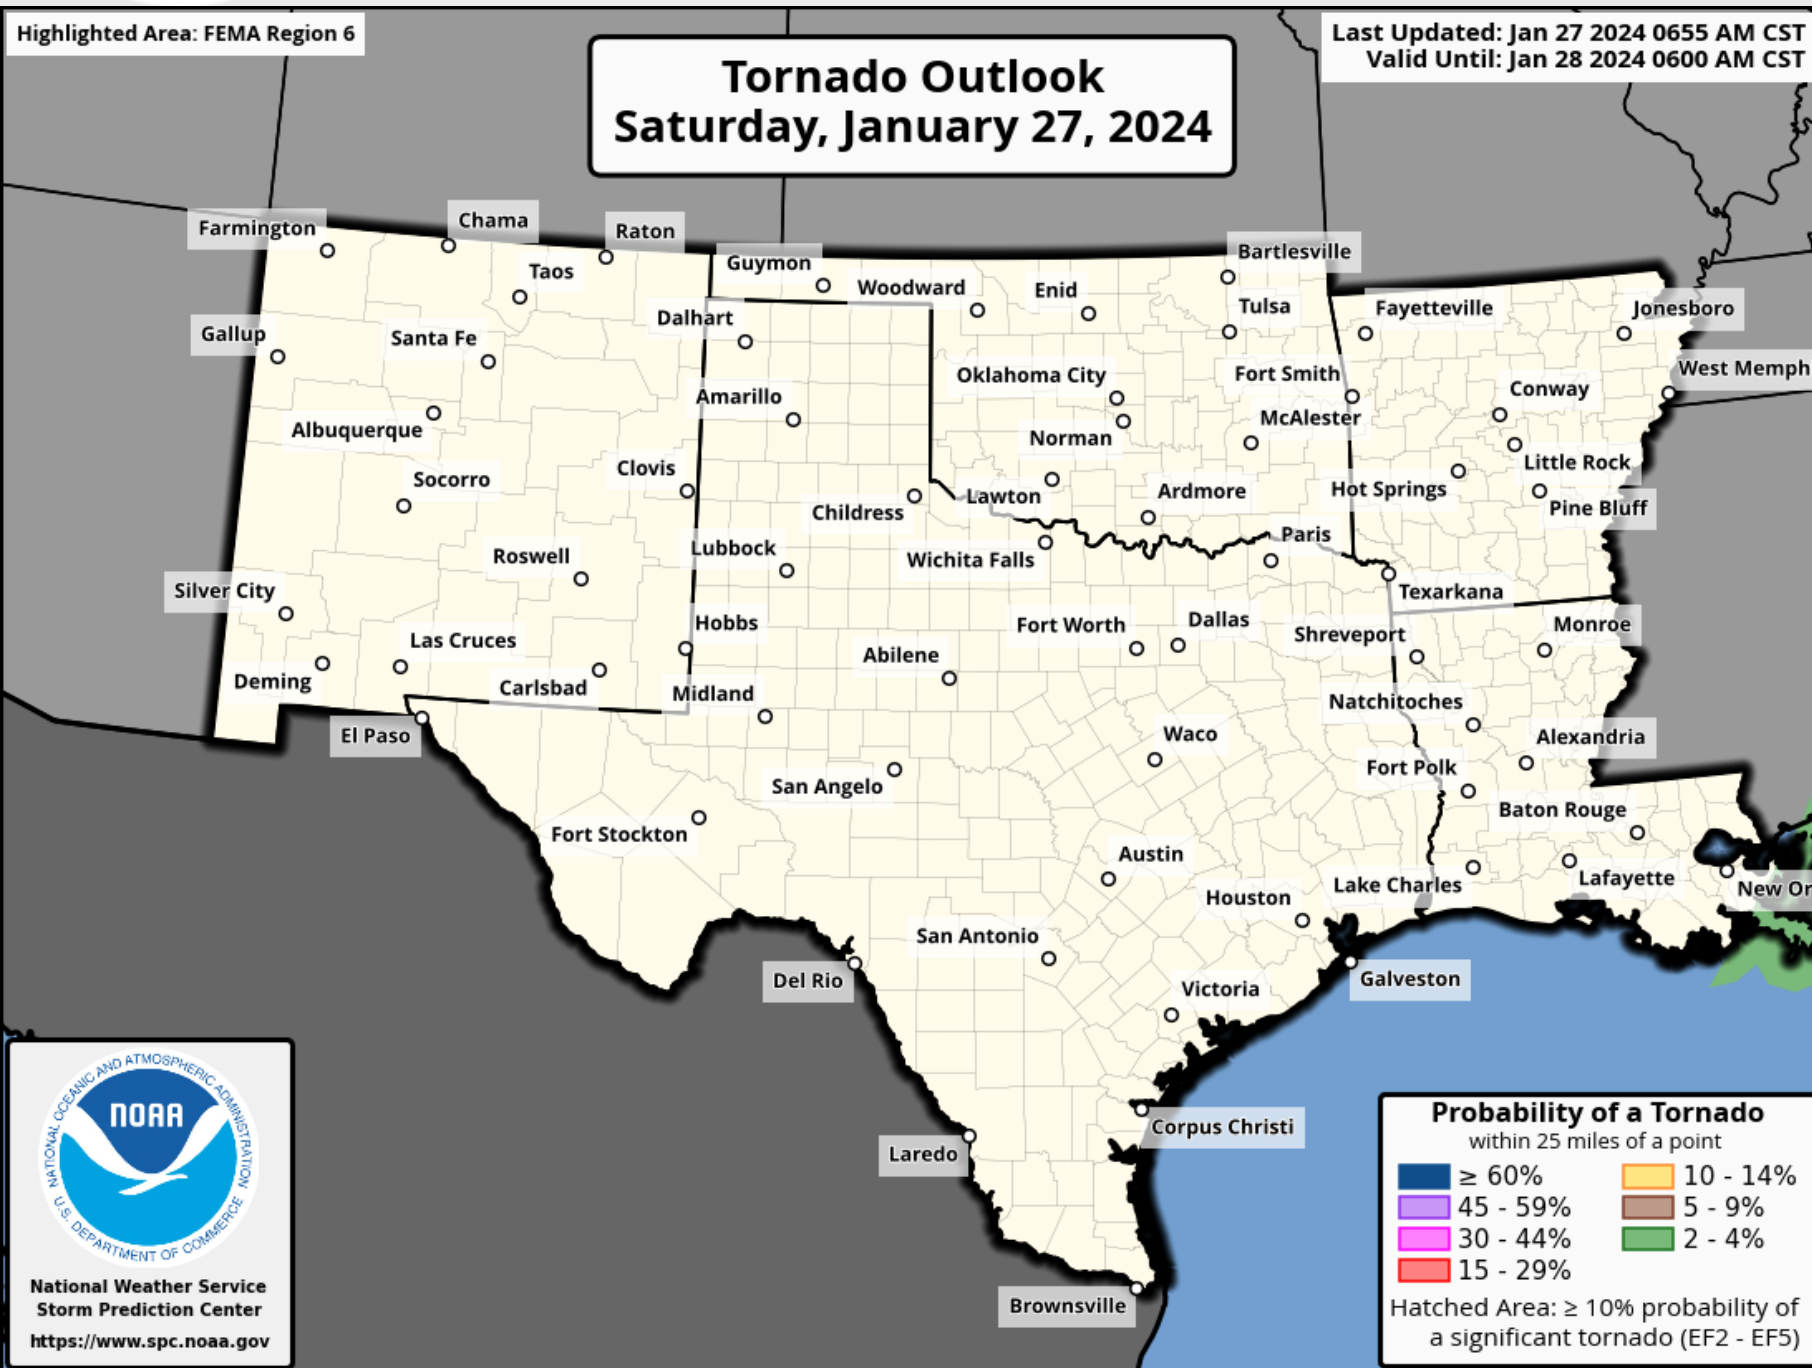 Highlighted Area: FEMA Region 6
Last Updated: Jan 27 2024 0655 AM CST
Valid Until: Jan 28 2024 0600 AM CST
Tornado Outlook
Saturday, January 27, 2024
Farmington
Chama
Raton
Taos
Guymon
Woodward
Enid
Bartlesville
Tulsa
Fayetteville
Jonesboro
Gallup
Santa Fe
Dalhart
Oklahoma City
Fort Smith
West Memph
Albuquerque
Amarillo
Norman
McAlester
Conway
Socorro
Clovis
Childress
Lawton
Ardmore
Hot Springs
Little Rock
Pine Bluff
Roswell
Lubbock
Wichita Falls
Paris
Silver City
Texarkana
Las Cruces
Hobbs
Fort Worth
Dallas
Shreveport
Monroe
Deming
Carlsbad
Midland
Abilene
Natchitoches
El Paso
Waco
Alexandria
San Angelo
Fort Polk
Fort Stockton
Baton Rouge
Austin
Houston
Lake Charles
Lafayette
New Or
San Antonio
Del Rio
Victoria
Galveston
Corpus Christi
Laredo
Brownsville
NATIONAL OCEANIC AND ATMOSPHERIC ADMINISTRATION
NOAA
U.S. DEPARTMENT OF COMMERCE
National Weather Service
Storm Prediction Center
https://www.spc.noaa.gov
Probability of a Tornado
within 25 miles of a point
≥ 60%
10 - 14%
45 - 59%
5 - 9%
30 - 44%
2 - 4%
15 - 29%
Hatched Area: ≥ 10% probability of
a significant tornado (EF2 - EF5)